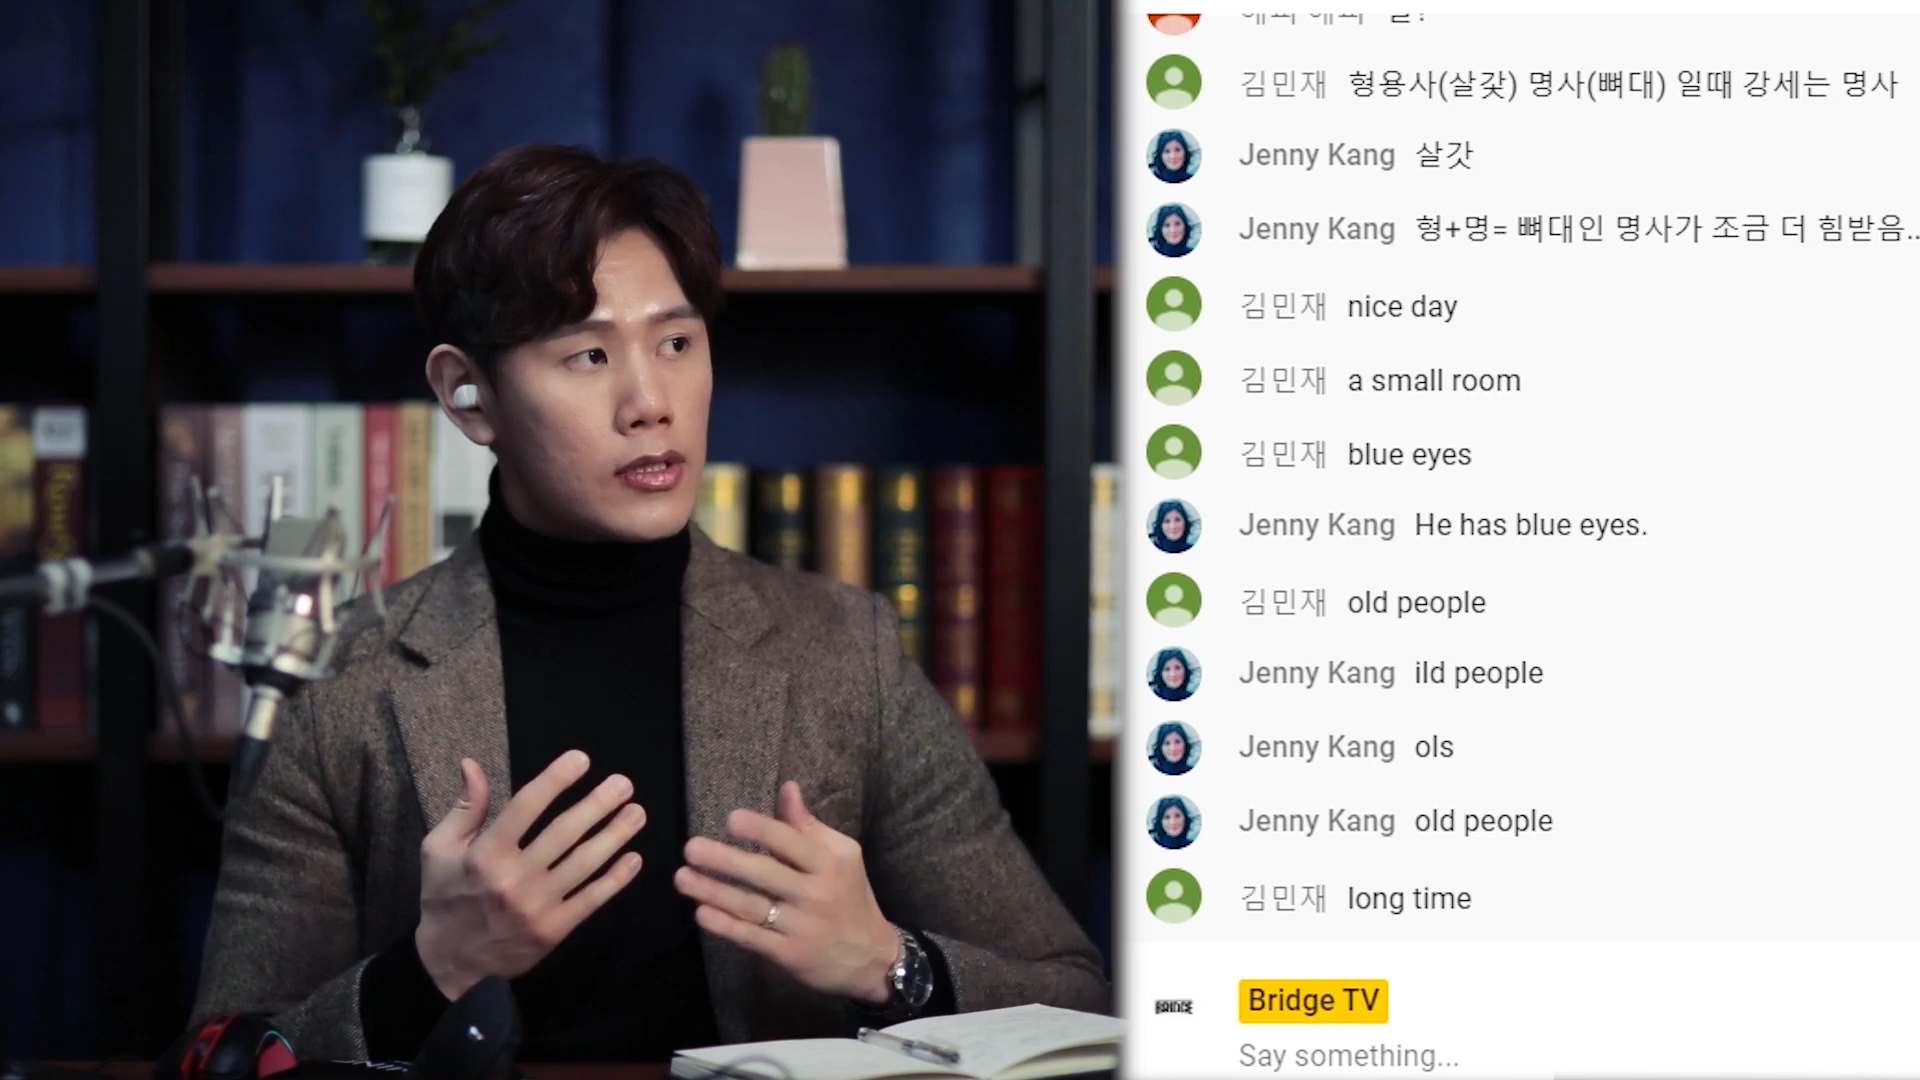 김민재 형용사(살갗) 명사(뼈대) 일때 강세는 명사
Jenny Kang 살갓
Jenny Kang 형+명= 뼈대인 명사가 조금 더 힘받음..
김민재 nice day
김민재 a small room
김민재 blue eyes
Jenny Kang He has blue eyes.
김민재 old people
Jenny Kang ild people
Jenny Kang ols
Jenny Kang old people
김민재 long time
BRIDGE
Bridge TV
Say something...